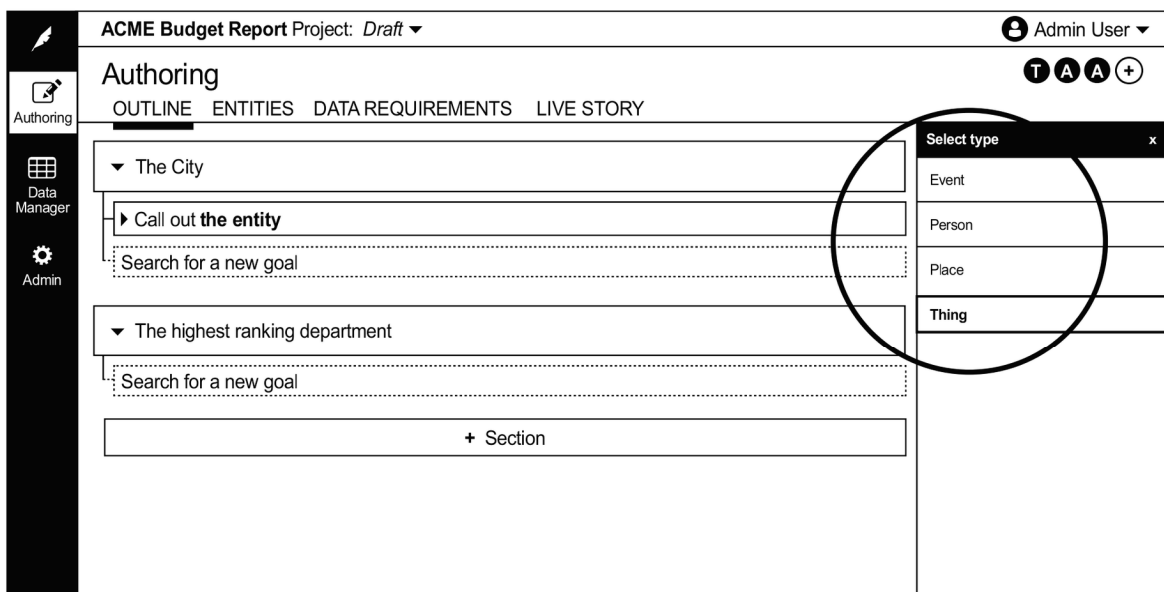 ACME Budget Report Project: Draft
Admin User
Authoring
T A A +
OUTLINE ENTITIES DATA REQUIREMENTS LIVE STORY
Authoring
Data
Manager
Admin
The City
Call out the entity
Search for a new goal
The highest ranking department
Search for a new goal
+ Section
Select type x
Event
Person
Place
Thing